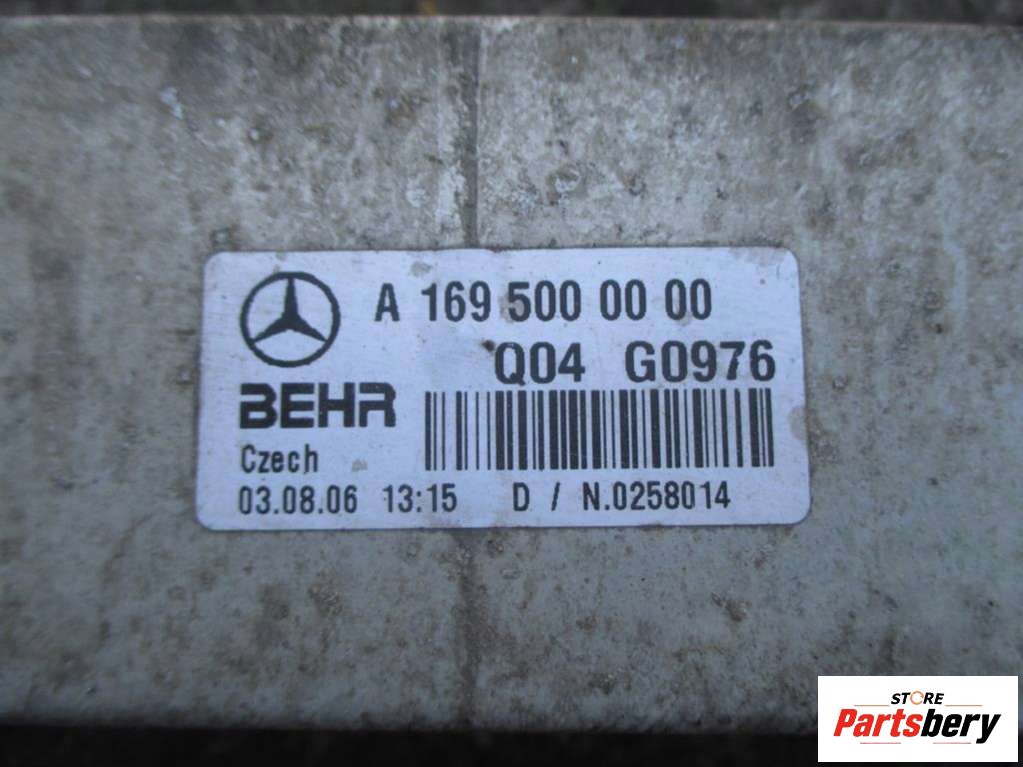 A 169 500 00 00
Q04 G0976
BEHR
Czech
03.08.06 13:15 D / N.0258014
STORE
Partsbery